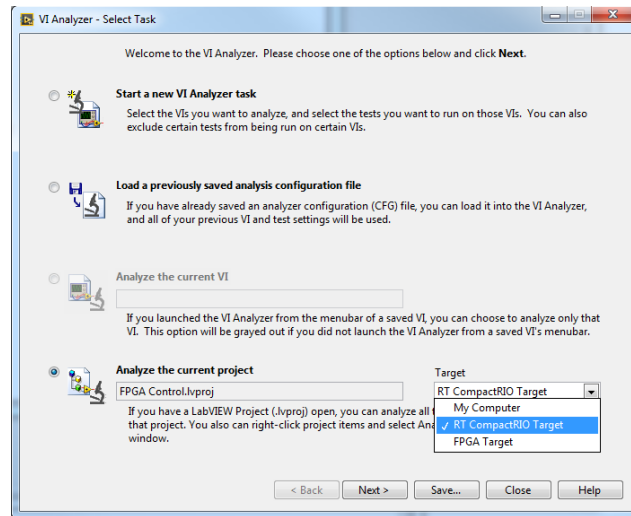 VI Analyzer - Select Task
Welcome to the VI Analyzer. Please choose one of the options below and click Next.
Start a new VI Analyzer task
Select the VIs you want to analyze, and select the tests you want to run on those VIs. You can also
exclude certain tests from being run on certain VIs.
Load a previously saved analysis configuration file
If you have already saved an analyzer configuration (CFG) file, you can load it into the VI Analyzer,
and all of your previous VI and test settings will be used.
Analyze the current VI
If you launched the VI Analyzer from the menubar of a saved VI, you can choose to analyze only that
VI. This option will be grayed out if you did not launch the VI Analyzer from a saved VI's menubar.
Analyze the current project
Target
FPGA Control.lvproj
RT CompactRIO Target
If you have a LabVIEW Project (.lvproj) open, you can analyze all
My Computer
that project. You also can right-click project items and select
RT CompactRIO Target
window.
FPGA Target
< Back
Next >
Save...
Close
Help